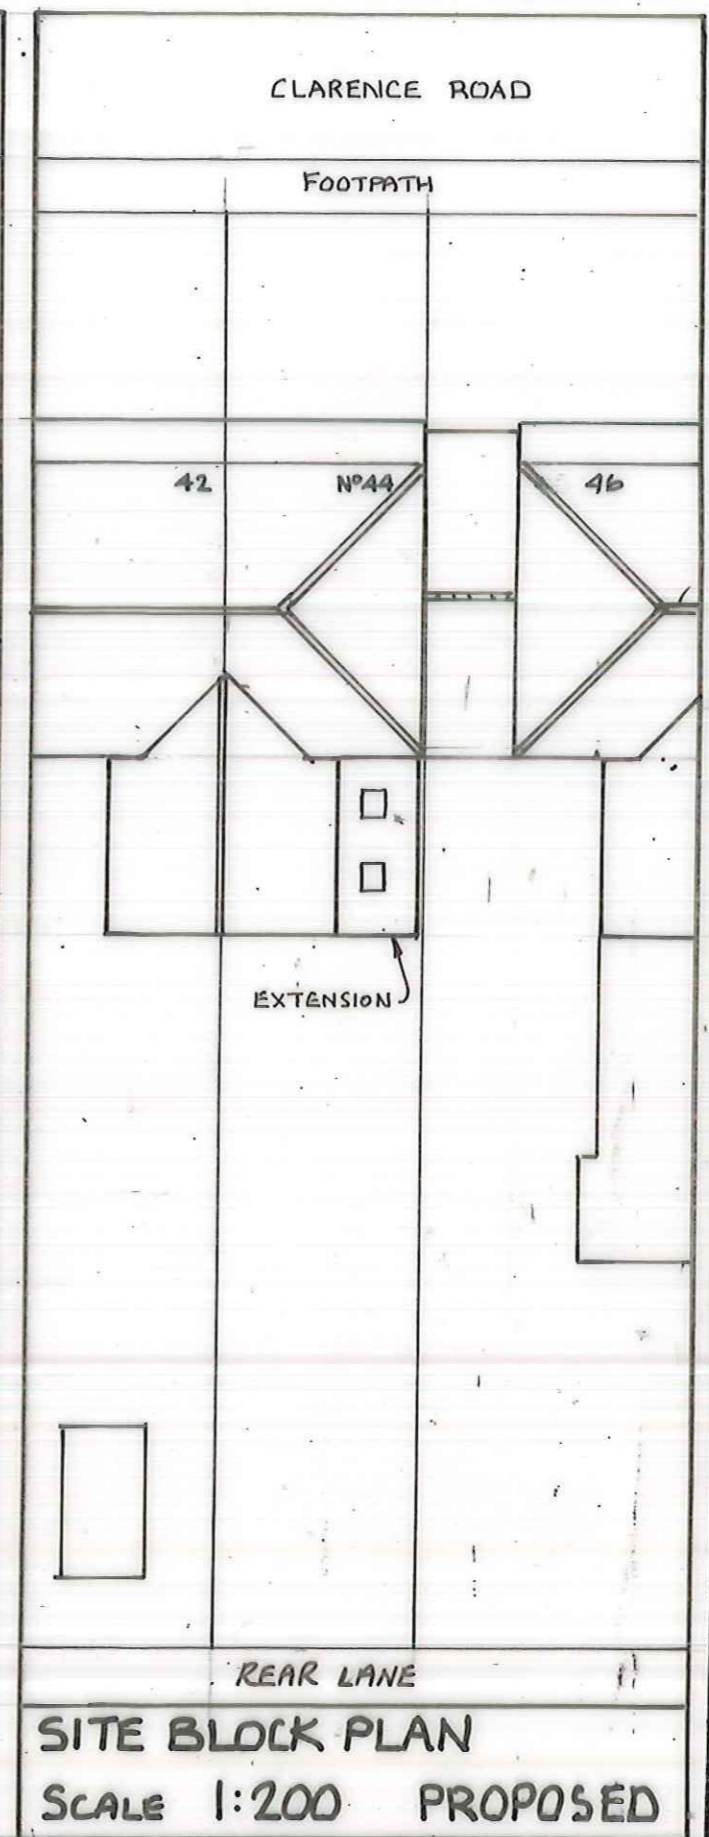 CLARENCE ROAD
FOOTPATH
42 Nº44 46
EXTENSION
REAR LANE
SITE BLOCK PLAN
SCALE 1:200 PROPOSED